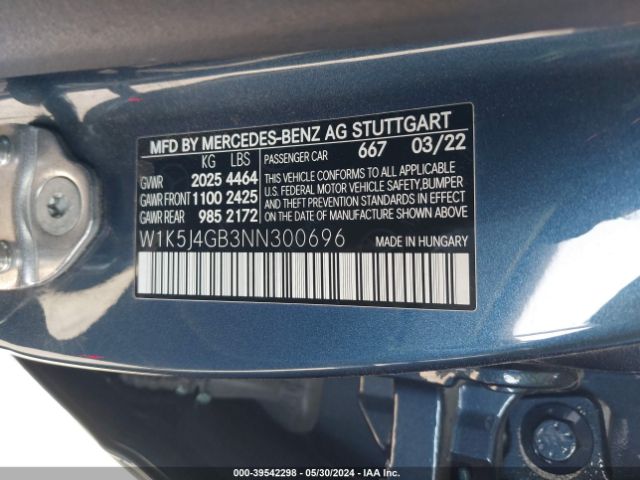 MFD BY MERCEDES-BENZ AG STUTTGART
KG LBS PASSENGER CAR 667 03/22
GVWR 2025 4464
GAWR FRONT 1100 2425
GAWR REAR 985 2172
THIS VEHICLE CONFORMS TO ALL APPLICABLE
U.S. FEDERAL MOTOR VEHICLE SAFETY, BUMPER
AND THEFT PREVENTION STANDARDS IN EFFECT
ON THE DATE OF MANUFACTURE SHOWN ABOVE.
W1K5J4GB3NN300696 MADE IN HUNGARY
000-39542298 - 05/30/2024 - IAA Inc.